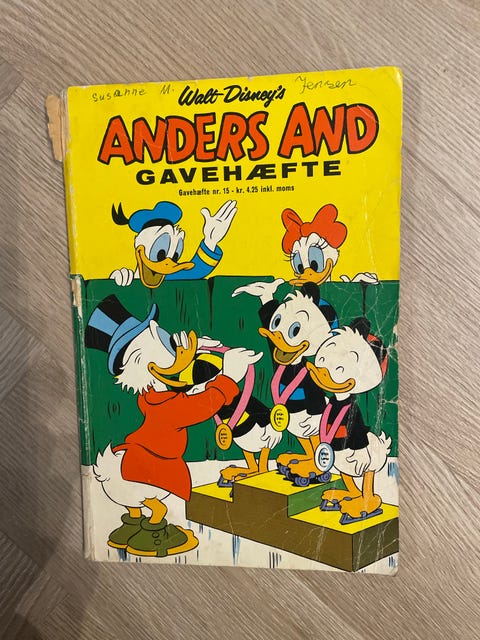 Susanne M. Jensen
Walt Disney's
ANDERS AND
GAVEHÆFTE
Gavehæfte nr. 15 - kr. 4.25 inkl. moms